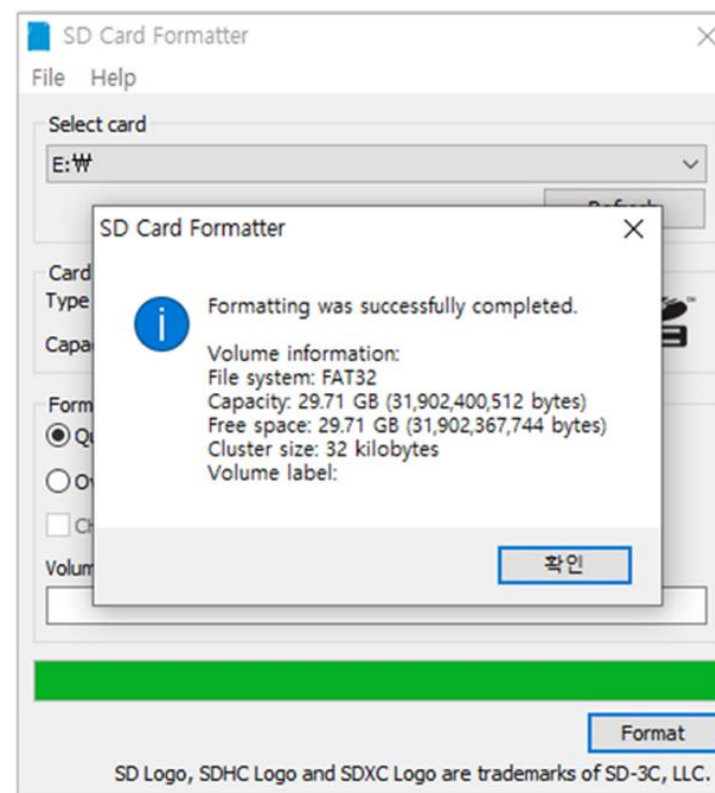 SD Card Formatter
File Help
Select card
E:₩
SD Card Formatter
Formatting was successfully completed.
Volume information:
File system: FAT32
Capacity: 29.71 GB (31,902,400,512 bytes)
Free space: 29.71 GB (31,902,367,744 bytes)
Cluster size: 32 kilobytes
Volume label:
확인
Card
Type
Format
SD Logo, SDHC Logo and SDXC Logo are trademarks of SD-3C, LLC.